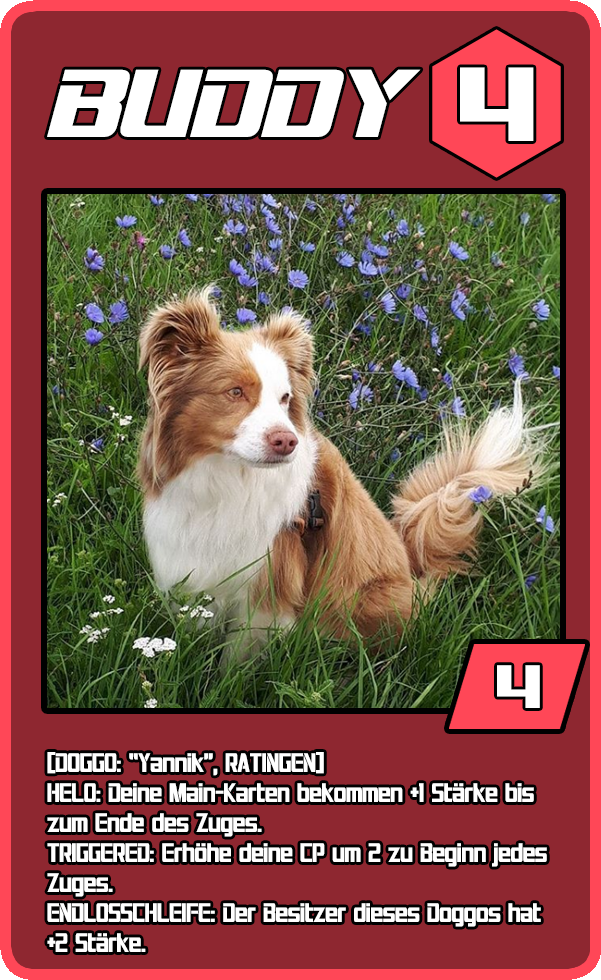 BUDDY 4
4
[DOGGO: "Yannik", RATINGEN]
HELD: Deine Main-Karten bekommen +1 Stärke bis
zum Ende des Zuges.
TRIGGERED: Erhöhe deine CP um 2 zu Beginn jedes
Zuges.
ENDLOSSCHLEIFE: Der Besitzer dieses Doggos hat
+2 Stärke.